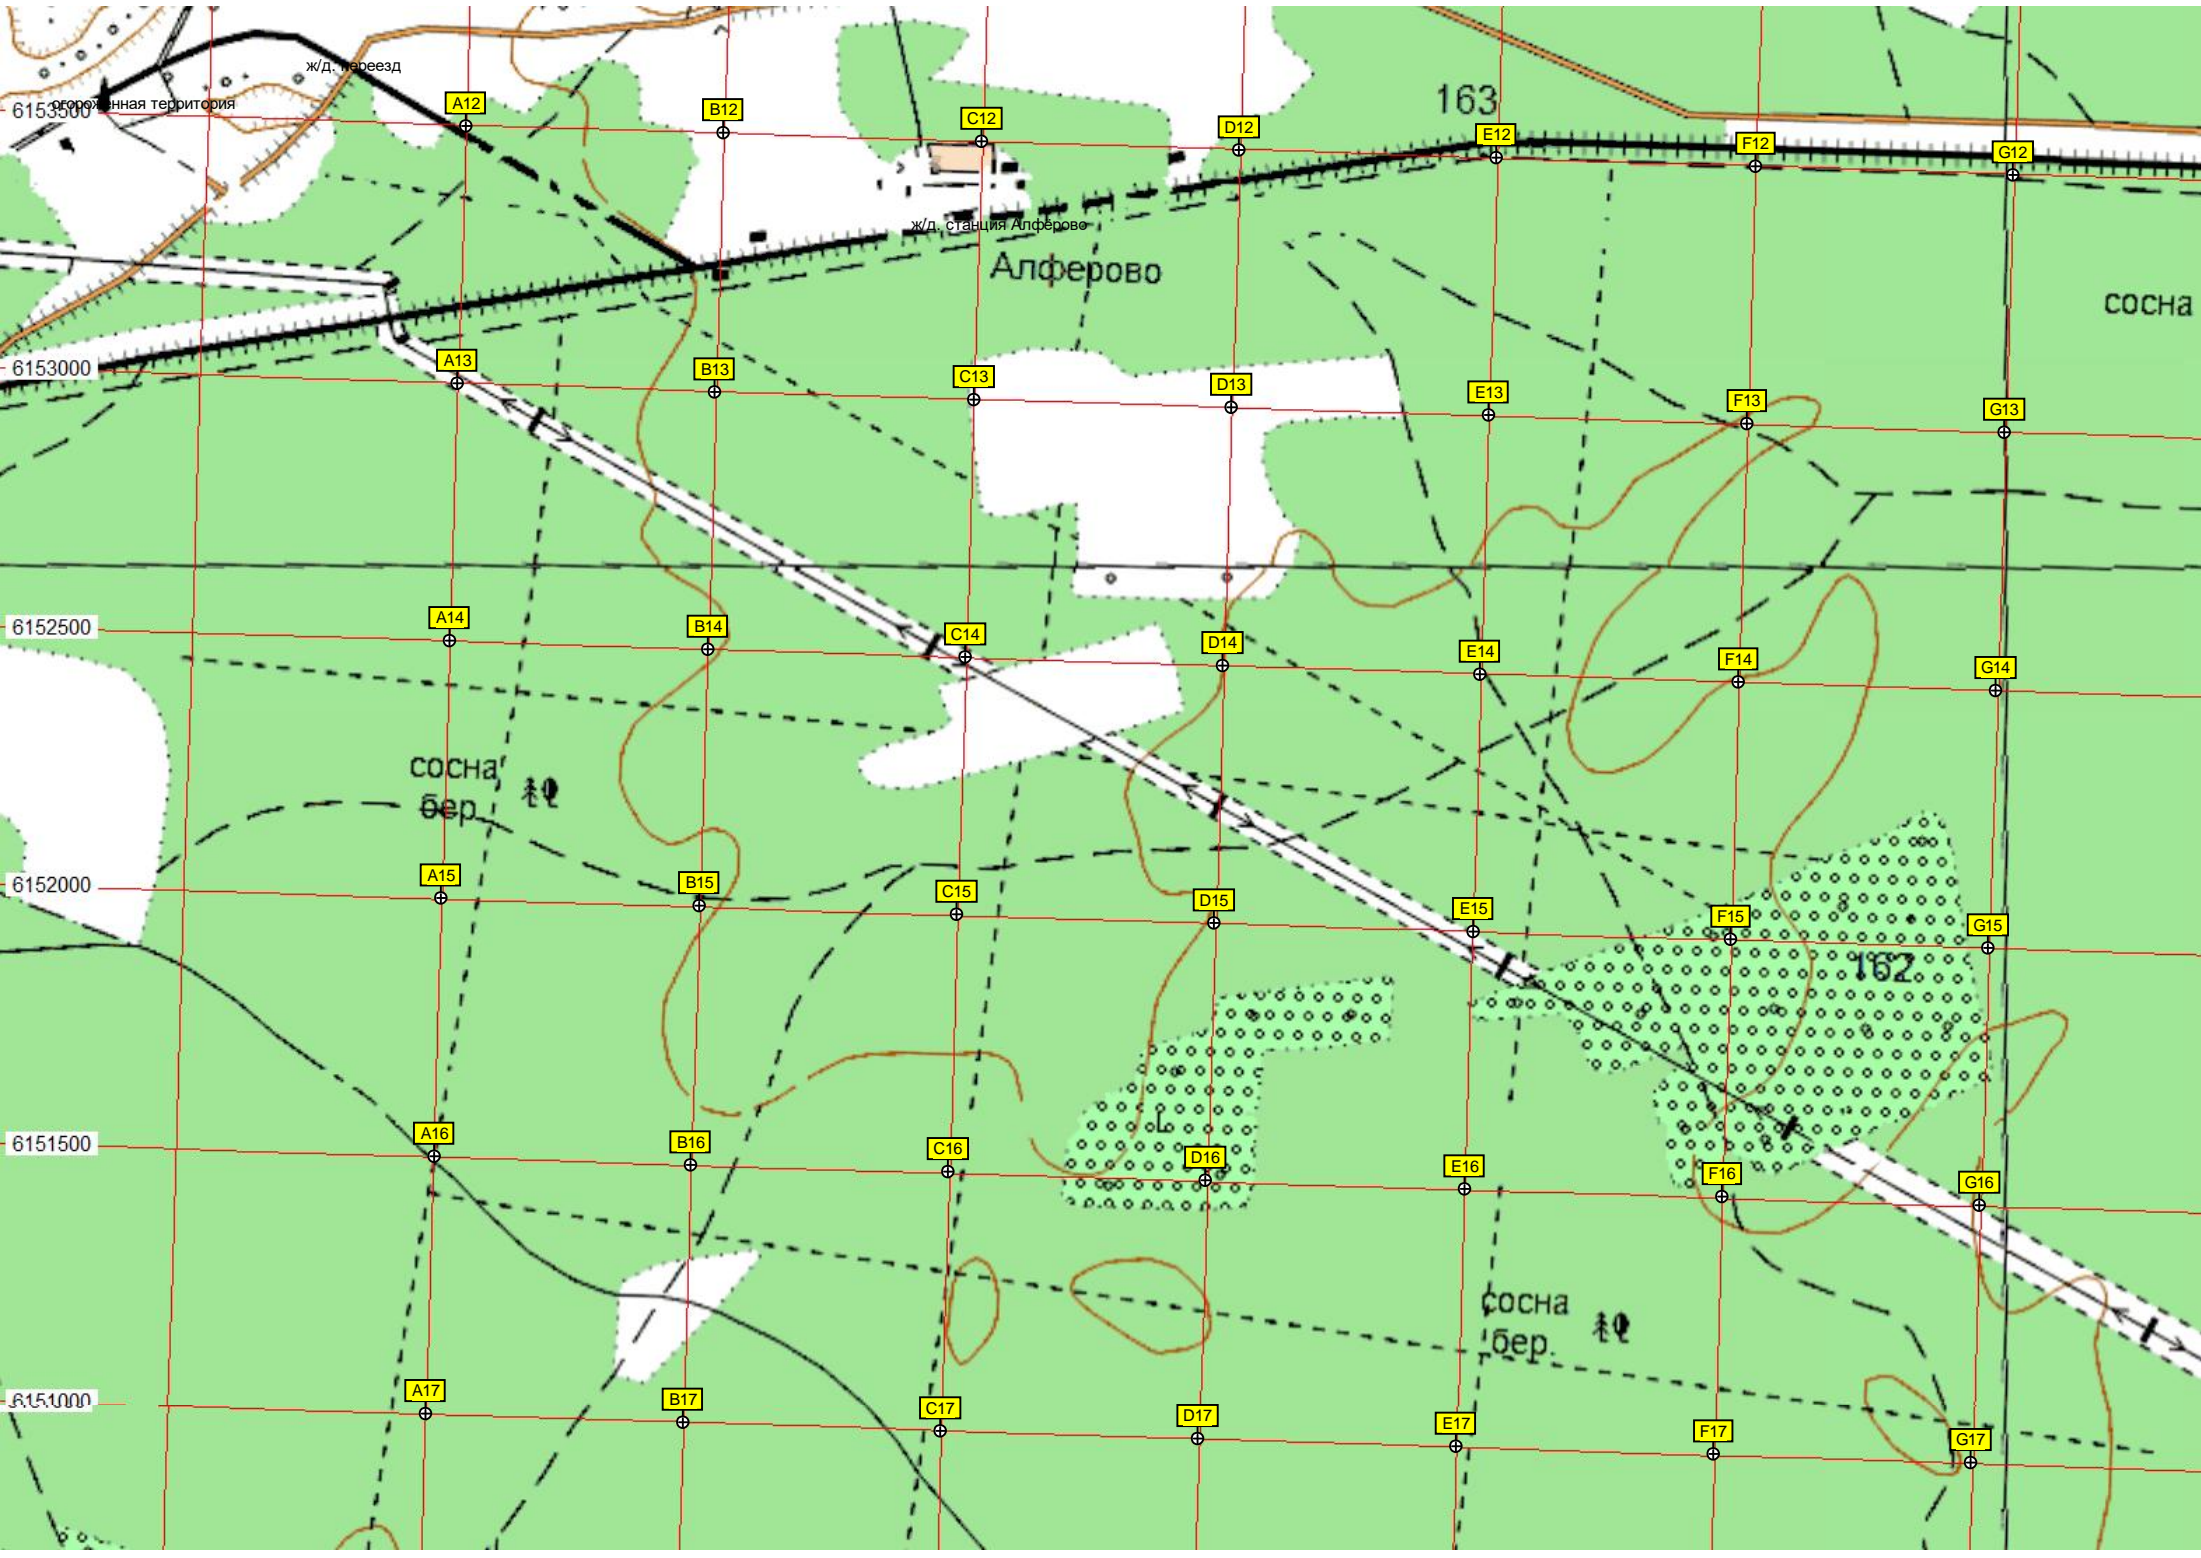 ж/д. переезд
огороженная территория
6153500
A12
B12
C12
D12
163
E12
F12
G12
ж/д. станция Алфёрово
Алферово
сосна
6153000
A13
B13
C13
D13
E13
F13
G13
6152500
A14
B14
C14
D14
E14
F14
G14
сосна
бер.
6152000
A15
B15
C15
D15
E15
F15
G15
162
6151500
A16
B16
C16
D16
E16
F16
G16
сосна
бер.
6151000
A17
B17
C17
D17
E17
F17
G17